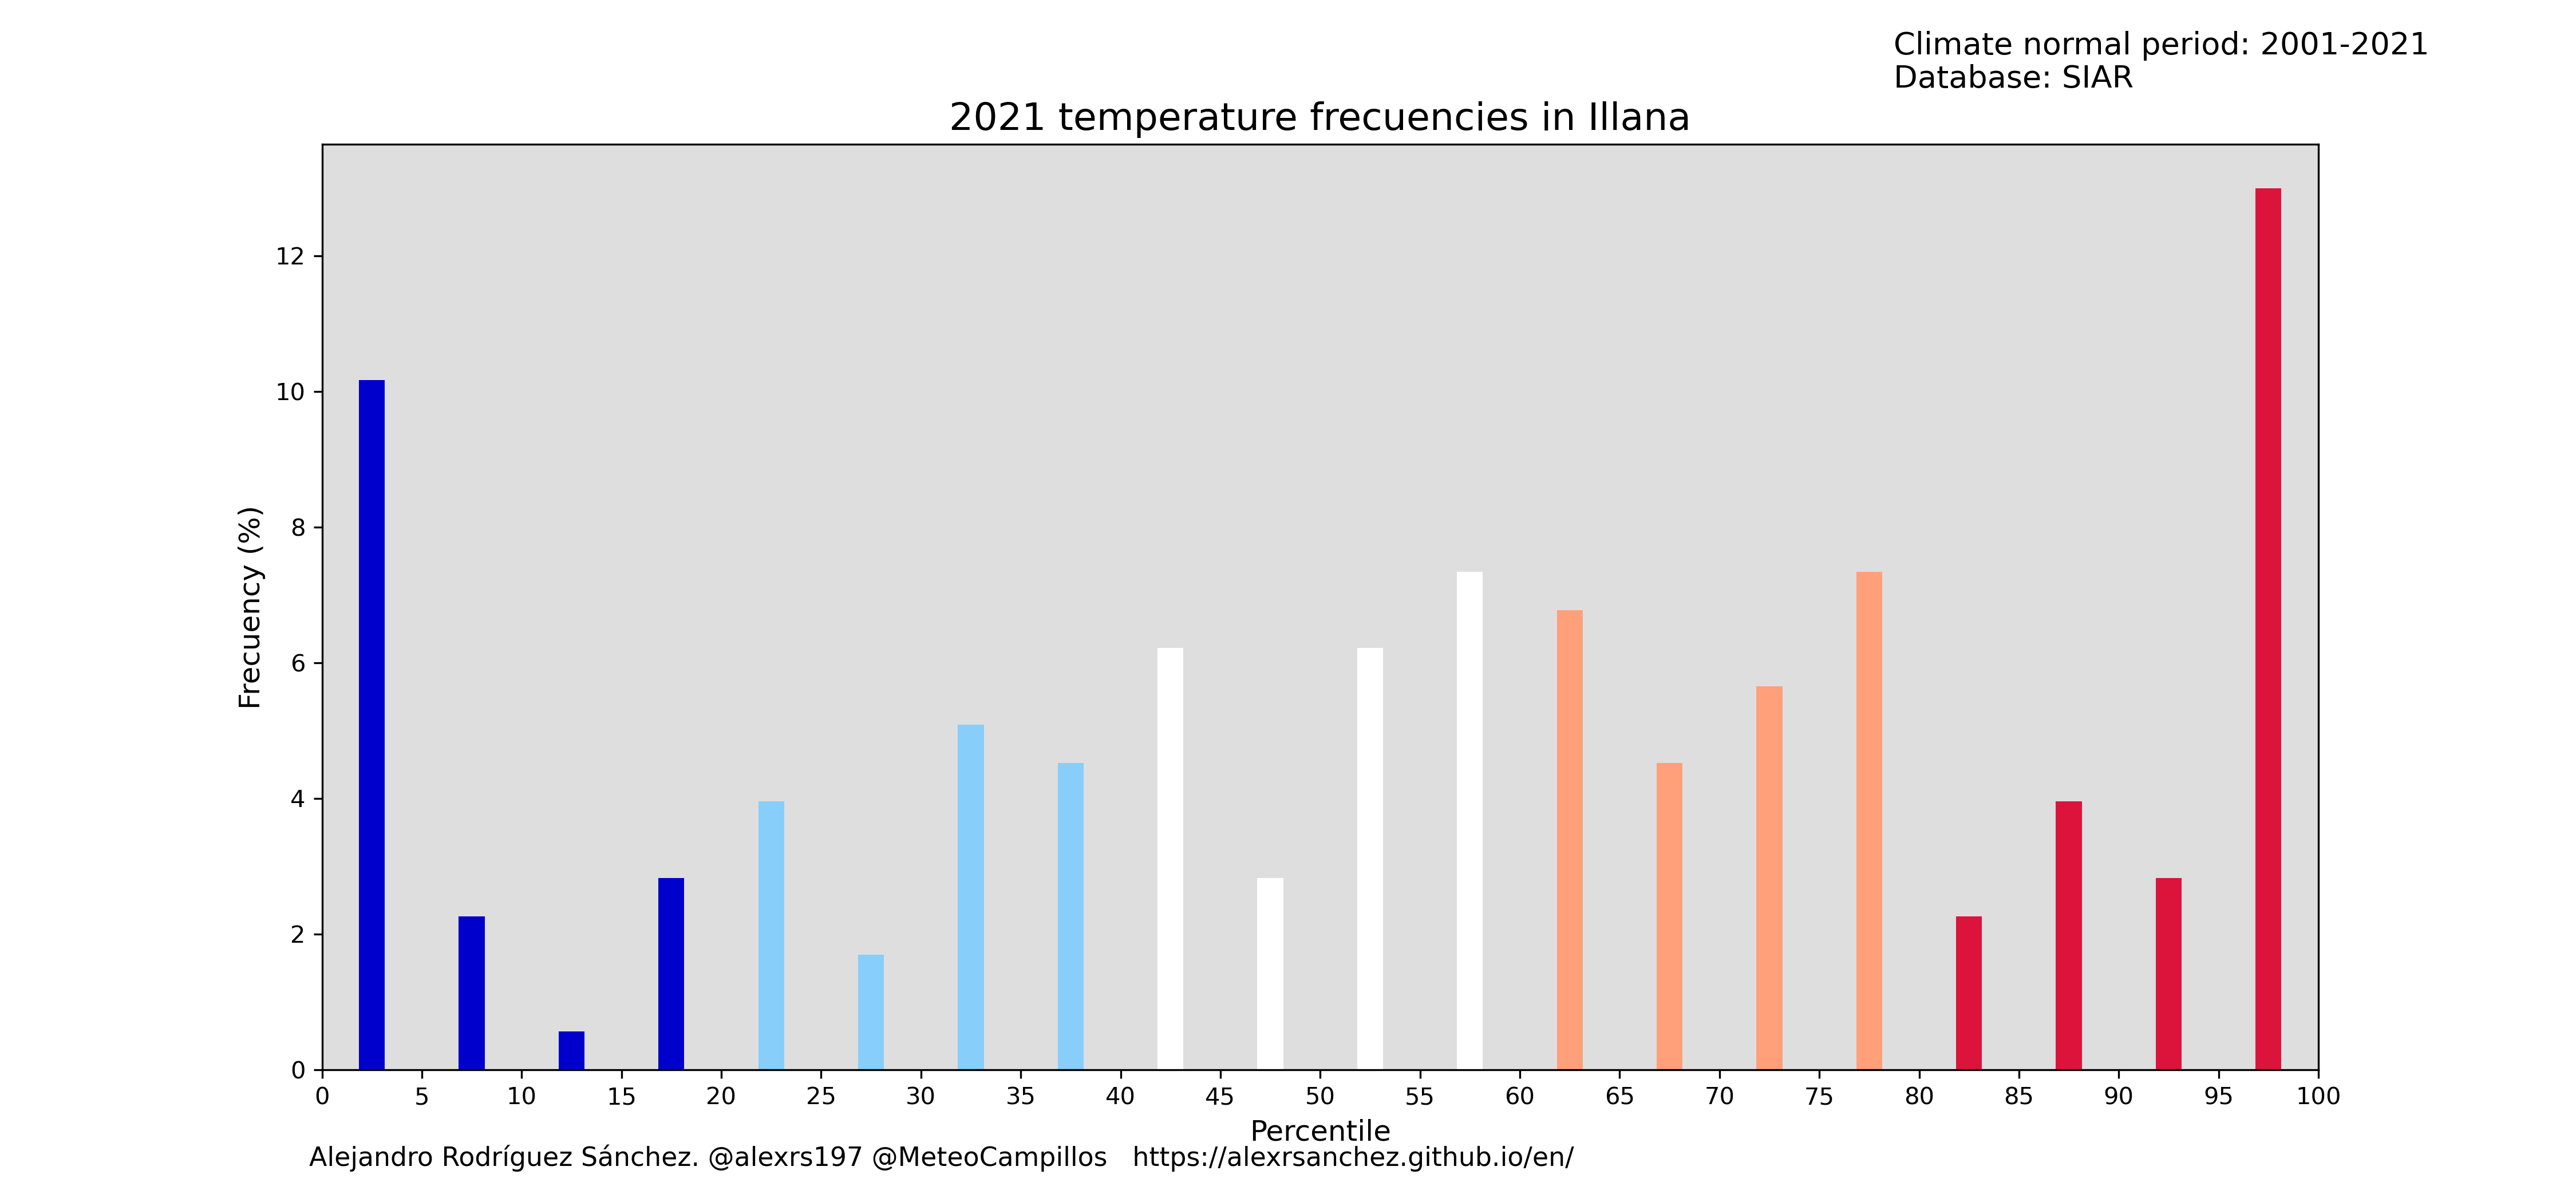 Climate normal period: 2001-2021
Database: SIAR
2021 temperature frecuencies in Illana
12
10
8
6
4
2
0
Frecuency (%)
0 5 10 15 20 25 30 35 40 45 50 55 60 65 70 75 80 85 90 95 100
Percentile
Alejandro Rodríguez Sánchez. @alexrs197 @MeteoCampillos https://alexrsanchez.github.io/en/